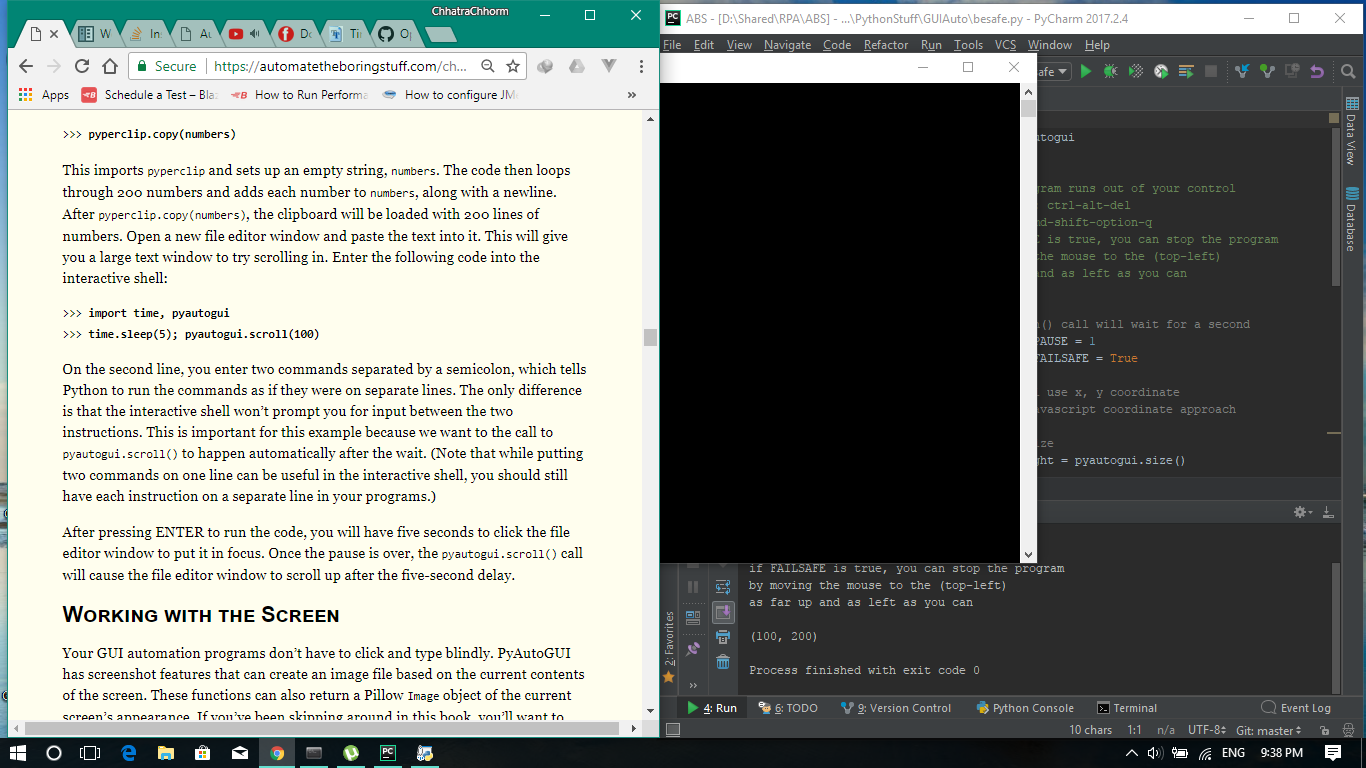 ChhatraChhorm
W
In
Au
Do
Tir
Op
Secure
https://automatetheboringstuff.com/ch...
Apps
Schedule a Test – Bla
How to Run Performa
How to configure JM
»
>>> pyperclip.copy(numbers)
This imports pyperclip and sets up an empty string, numbers. The code then loops
through 200 numbers and adds each number to numbers, along with a newline.
After pyperclip.copy(numbers), the clipboard will be loaded with 200 lines of
numbers. Open a new file editor window and paste the text into it. This will give
you a large text window to try scrolling in. Enter the following code into the
interactive shell:
>>> import time, pyautogui
>>> time.sleep(5); pyautogui.scroll(100)
On the second line, you enter two commands separated by a semicolon, which tells
Python to run the commands as if they were on separate lines. The only difference
is that the interactive shell won’t prompt you for input between the two
instructions. This is important for this example because we want to the call to
pyautogui.scroll() to happen automatically after the wait. (Note that while putting
two commands on one line can be useful in the interactive shell, you should still
have each instruction on a separate line in your programs.)
After pressing ENTER to run the code, you will have five seconds to click the file
editor window to put it in focus. Once the pause is over, the pyautogui.scroll() call
will cause the file editor window to scroll up after the five-second delay.
WORKING WITH THE SCREEN
Your GUI automation programs don’t have to click and type blindly. PyAutoGUI
has screenshot features that can create an image file based on the current contents
of the screen. These functions can also return a Pillow Image object of the current
screen’s appearance. If you’ve been skipping around in this book, you’ll want to
PC ABS - [D:\Shared\RPA\ABS] - ...\PythonStuff\GUIAuto\besafe.py - PyCharm 2017.2.4
File Edit View Navigate Code Refactor Run Tools VCS Window Help
afe
Data View
Database
utogui
gram runs out of your control
ctrl-alt-del
md-shift-option-q
is true, you can stop the program
the mouse to the (top-left)
and as left as you can
() call will wait for a second
PAUSE = 1
FAILSAFE = True
use x, y coordinate
avascript coordinate approach
ize
ght = pyautogui.size()
if FAILSAFE is true, you can stop the program
by moving the mouse to the (top-left)
as far up and as left as you can
(100, 200)
Process finished with exit code 0
2: Favorites
»
4: Run
6: TODO
9: Version Control
Python Console
Terminal
Event Log
10 chars 1:1 n/a UTF-8 Git: master
PC
ENG 9:38 PM